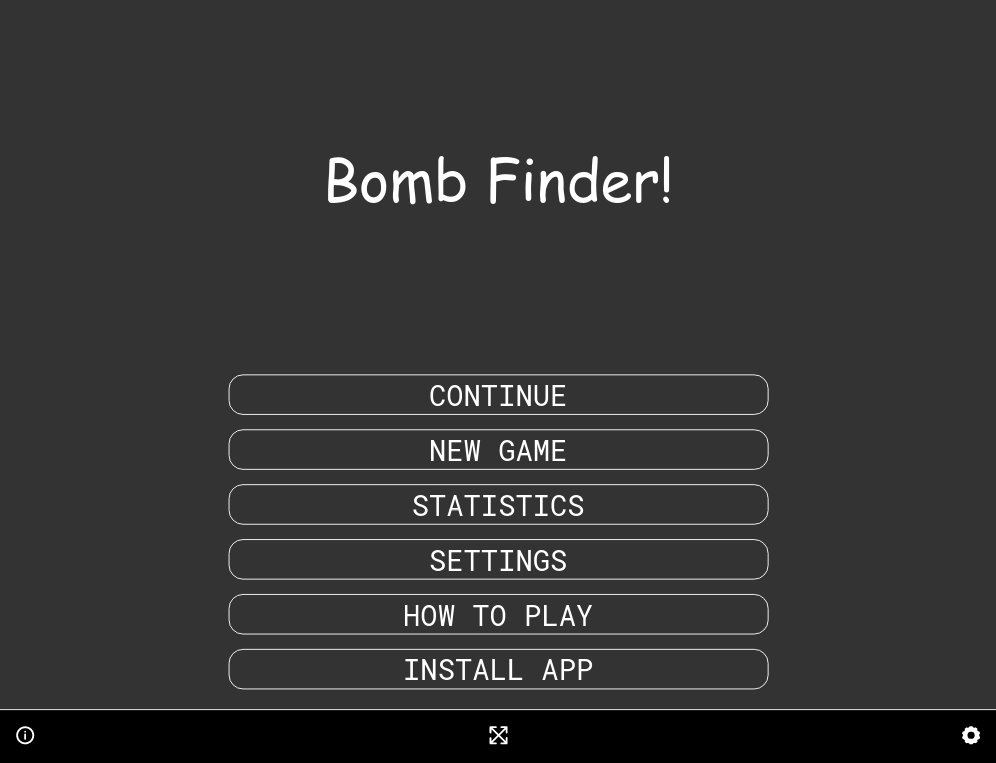 Bomb Finder!
CONTINUE
NEW GAME
STATISTICS
SETTINGS
HOW TO PLAY
INSTALL APP